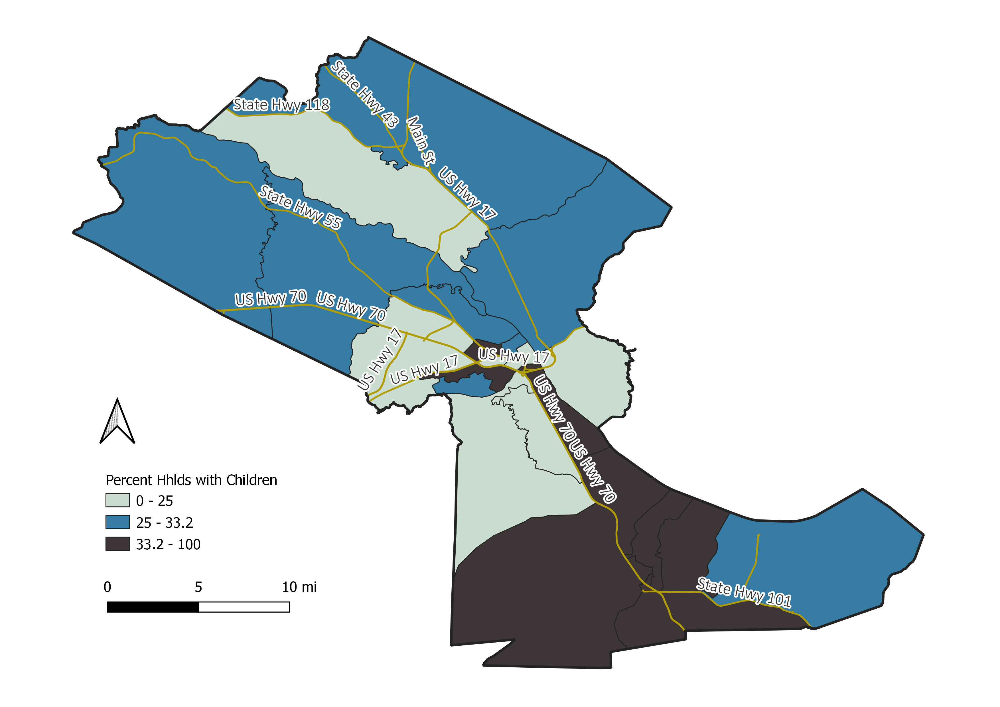 State Hwy 43
State Hwy 118
Main St
US Hwy 17
State Hwy 55
US Hwy 70
US Hwy 70
US Hwy 17
US Hwy 17
US Hwy 17
US Hwy 70
US Hwy 70
State Hwy 101
Percent Hhlds with Children
0 - 25
25 - 33.2
33.2 - 100
0 5 10 mi